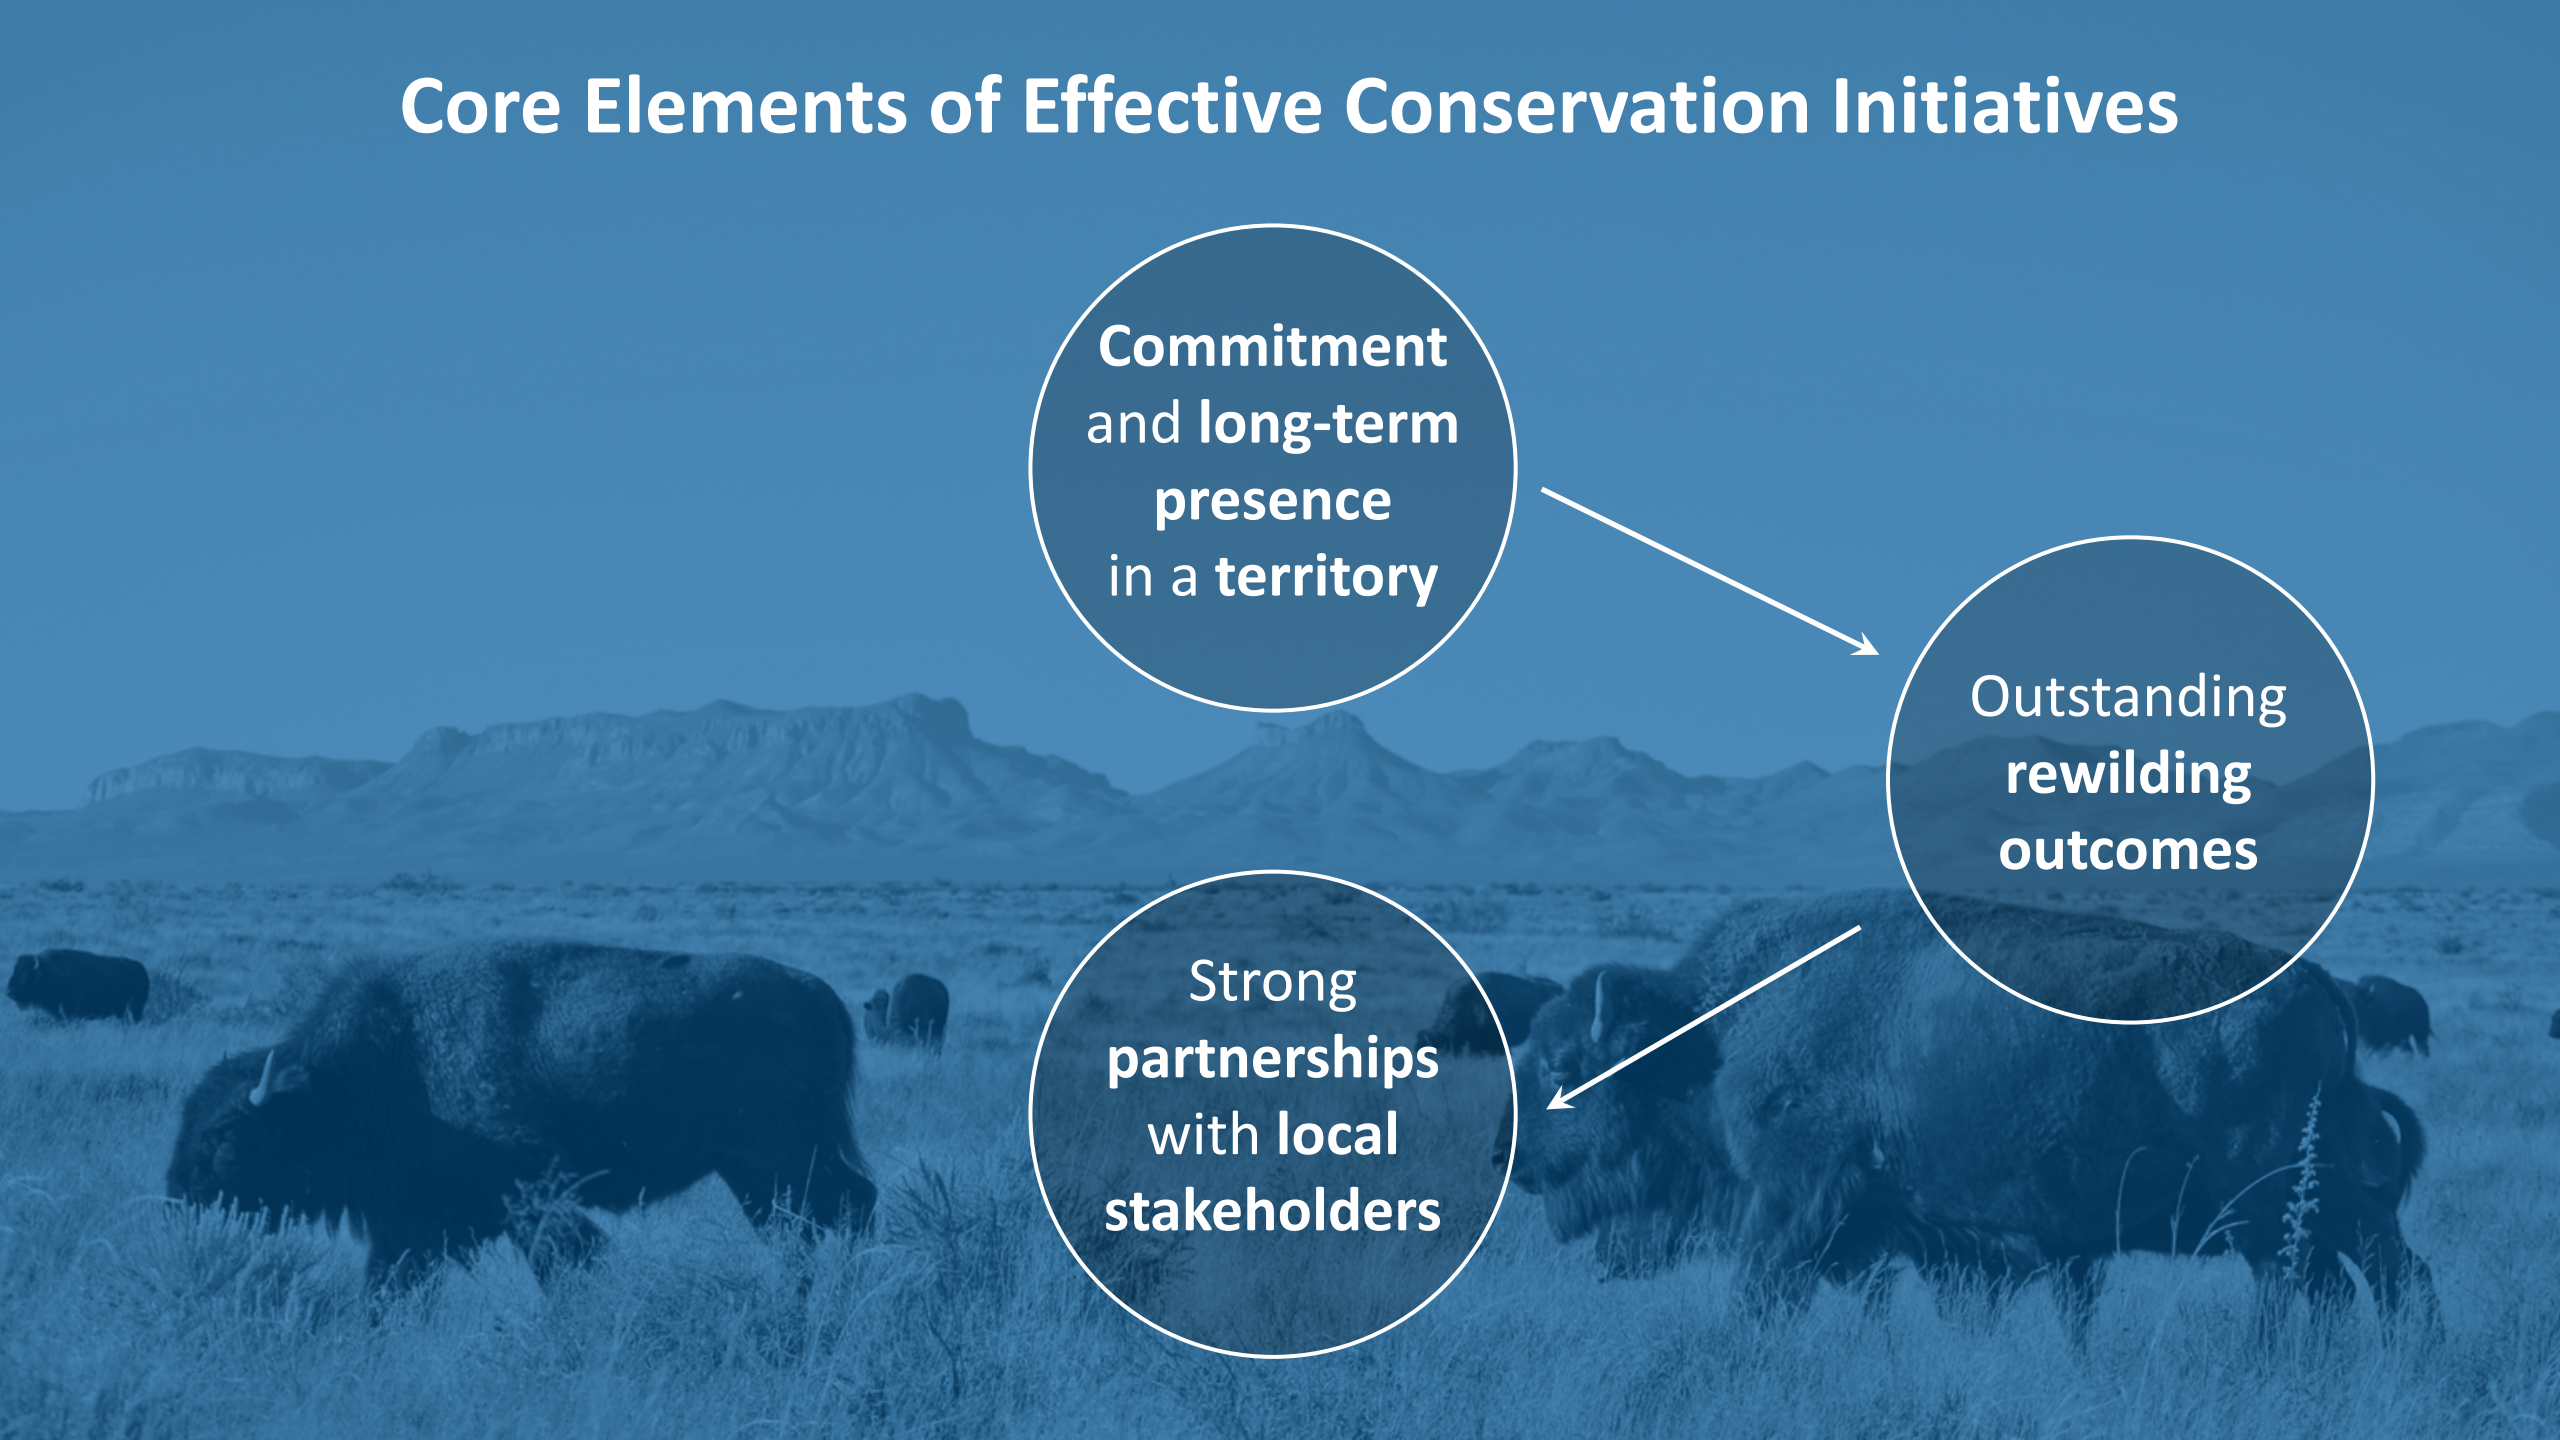 Core Elements of Effective Conservation Initiatives
Commitment
and long-term
presence
in a territory
Outstanding
rewilding
outcomes
Strong
partnerships
with local
stakeholders